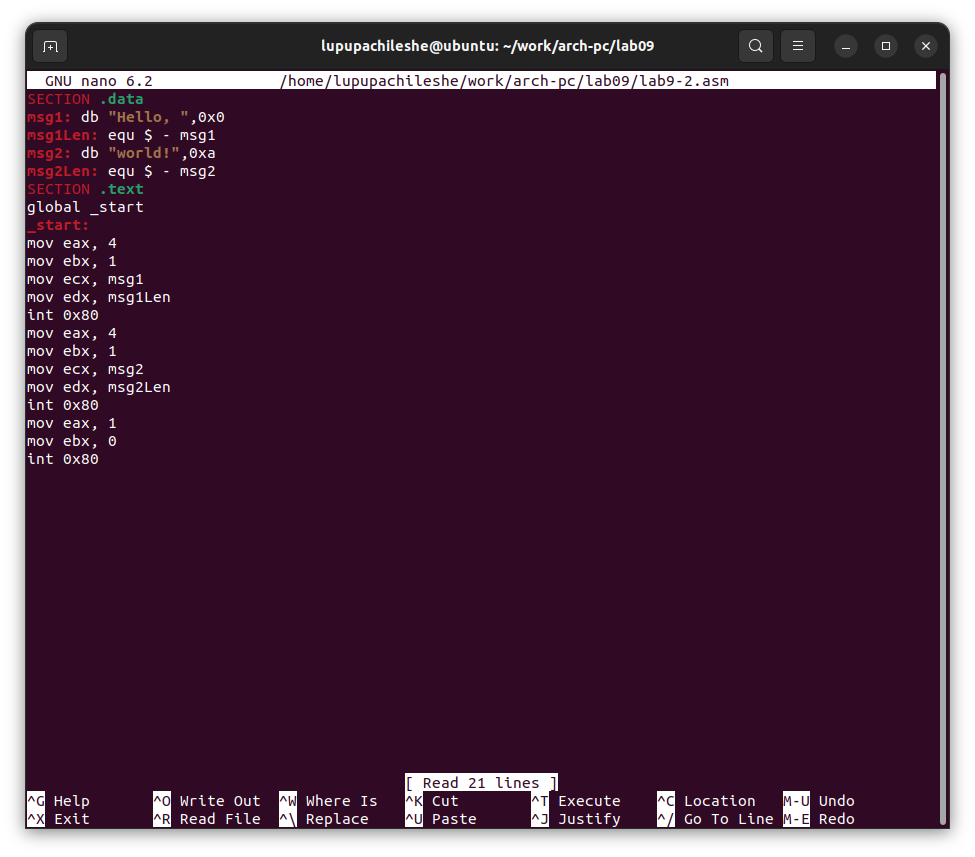 lupupachileshe@ubuntu: ~/work/arch-pc/lab09
GNU nano 6.2 /home/lupupachileshe/work/arch-pc/lab09/lab9-2.asm
SECTION .data
msg1: db "Hello, ",0x0
msg1Len: equ $ - msg1
msg2: db "world!",0xa
msg2Len: equ $ - msg2
SECTION .text
global _start
_start:
mov eax, 4
mov ebx, 1
mov ecx, msg1
mov edx, msg1Len
int 0x80
mov eax, 4
mov ebx, 1
mov ecx, msg2
mov edx, msg2Len
int 0x80
mov eax, 1
mov ebx, 0
int 0x80
[ Read 21 lines ]
^G Help ^O Write Out ^W Where Is ^K Cut ^T Execute ^C Location M-U Undo
^X Exit ^R Read File ^\ Replace ^U Paste ^J Justify ^/ Go To Line M-E Redo